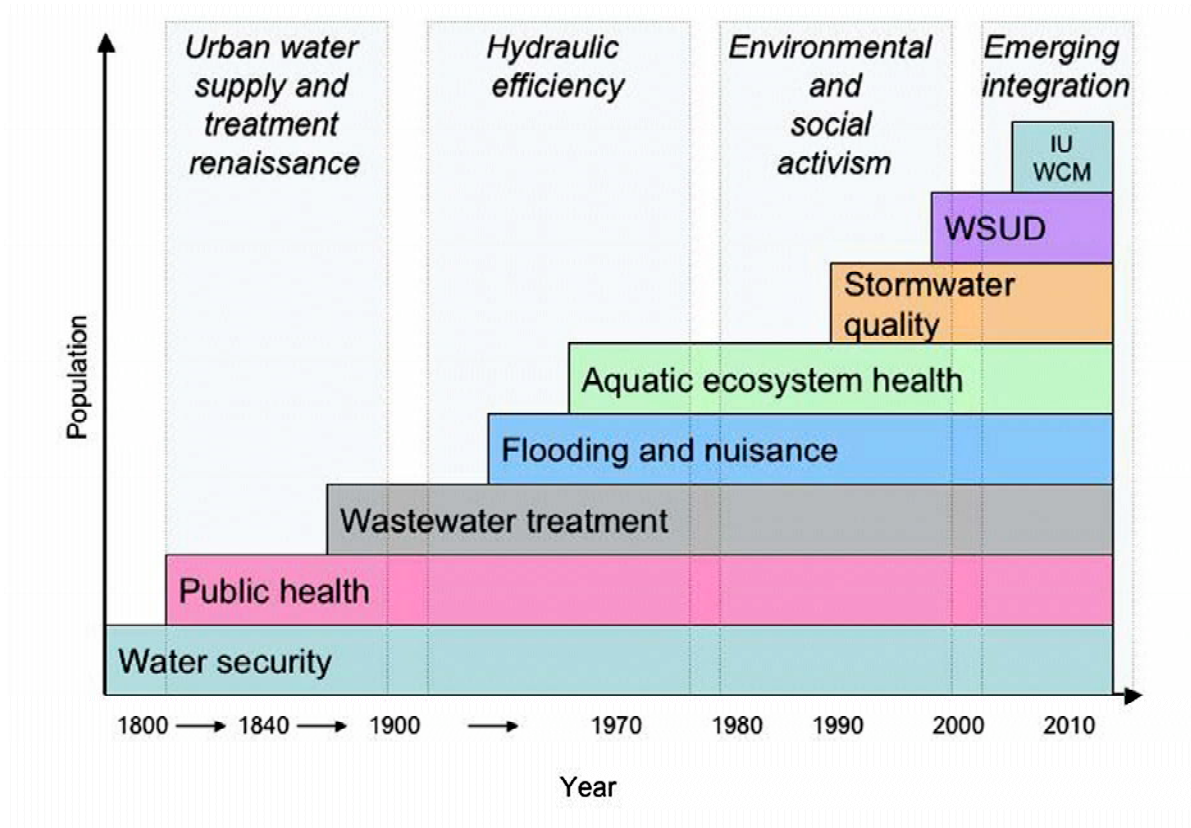 Urban water
supply and
treatment
renaissance
Hydraulic
efficiency
Environmental
and
social
activism
Emerging
integration
IU
WCM
WSUD
Stormwater
quality
Aquatic ecosystem health
Flooding and nuisance
Wastewater treatment
Public health
Water security
Population
1800 1840 1900 1970 1980 1990 2000 2010
Year